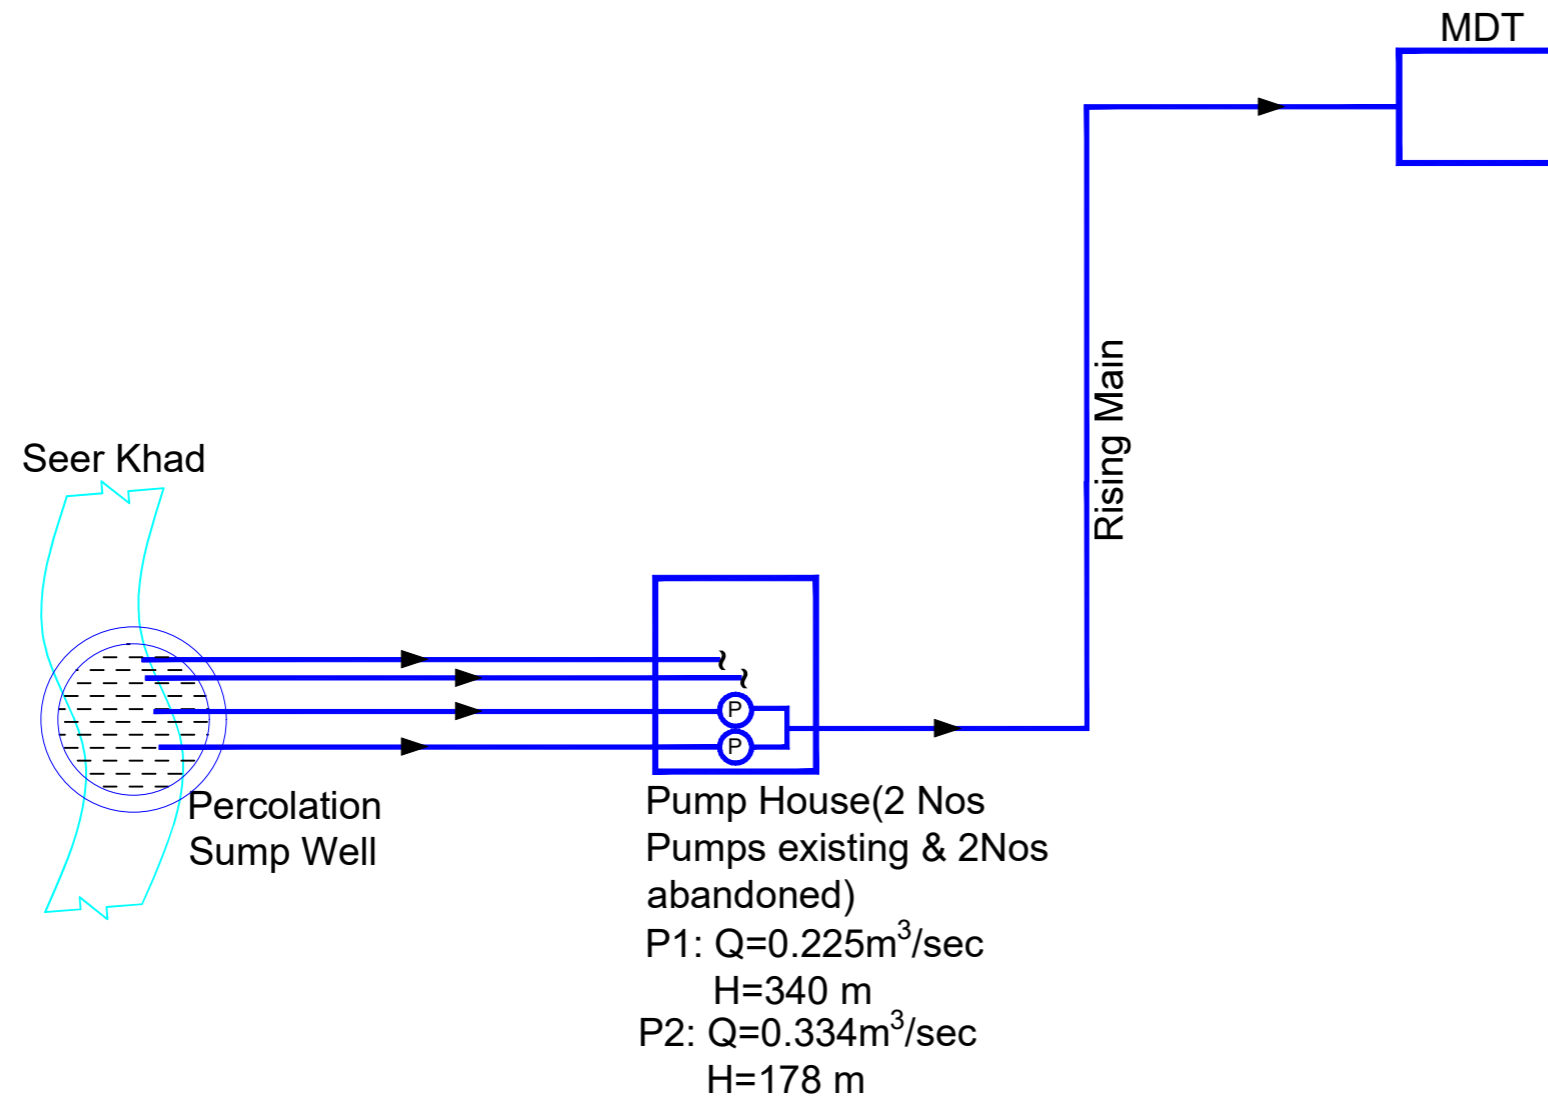 MDT
Rising Main
Seer Khad
P
P
Percolation
Sump Well
Pump House(2 Nos
Pumps existing & 2Nos
abandoned)
P1: Q=0.225m³/sec
H=340 m
P2: Q=0.334m³/sec
H=178 m